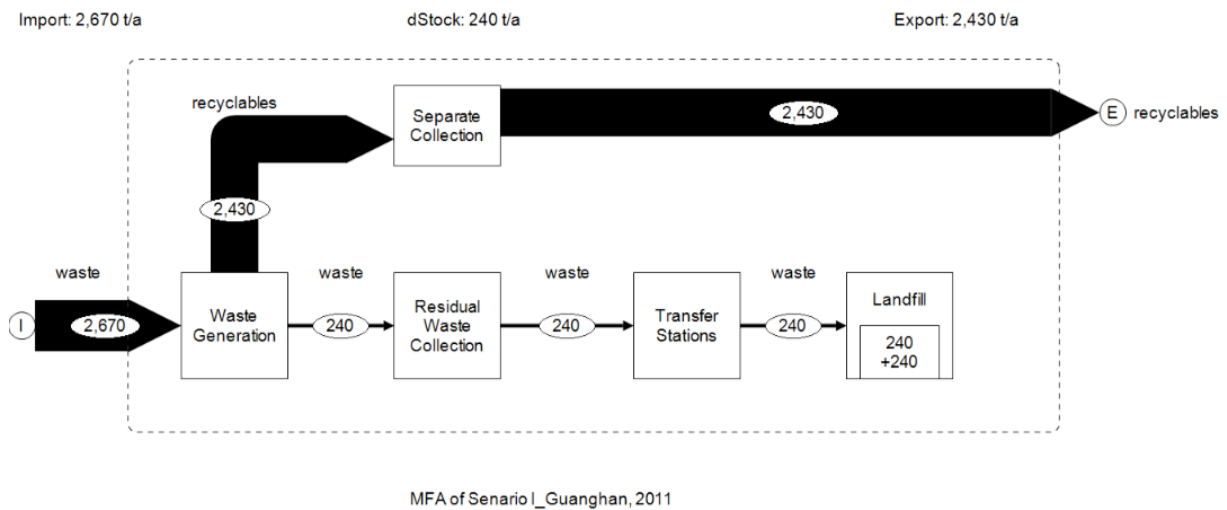 Import: 2,670 t/a
dStock: 240 t/a
Export: 2,430 t/a
recyclables
Separate
Collection
2,430
E
recyclables
2,430
waste
waste
waste
waste
I
2,670
Waste
Generation
240
Residual
Waste
Collection
240
Transfer
Stations
240
Landfill
240
+240
MFA of Senario I_Guanghan, 2011